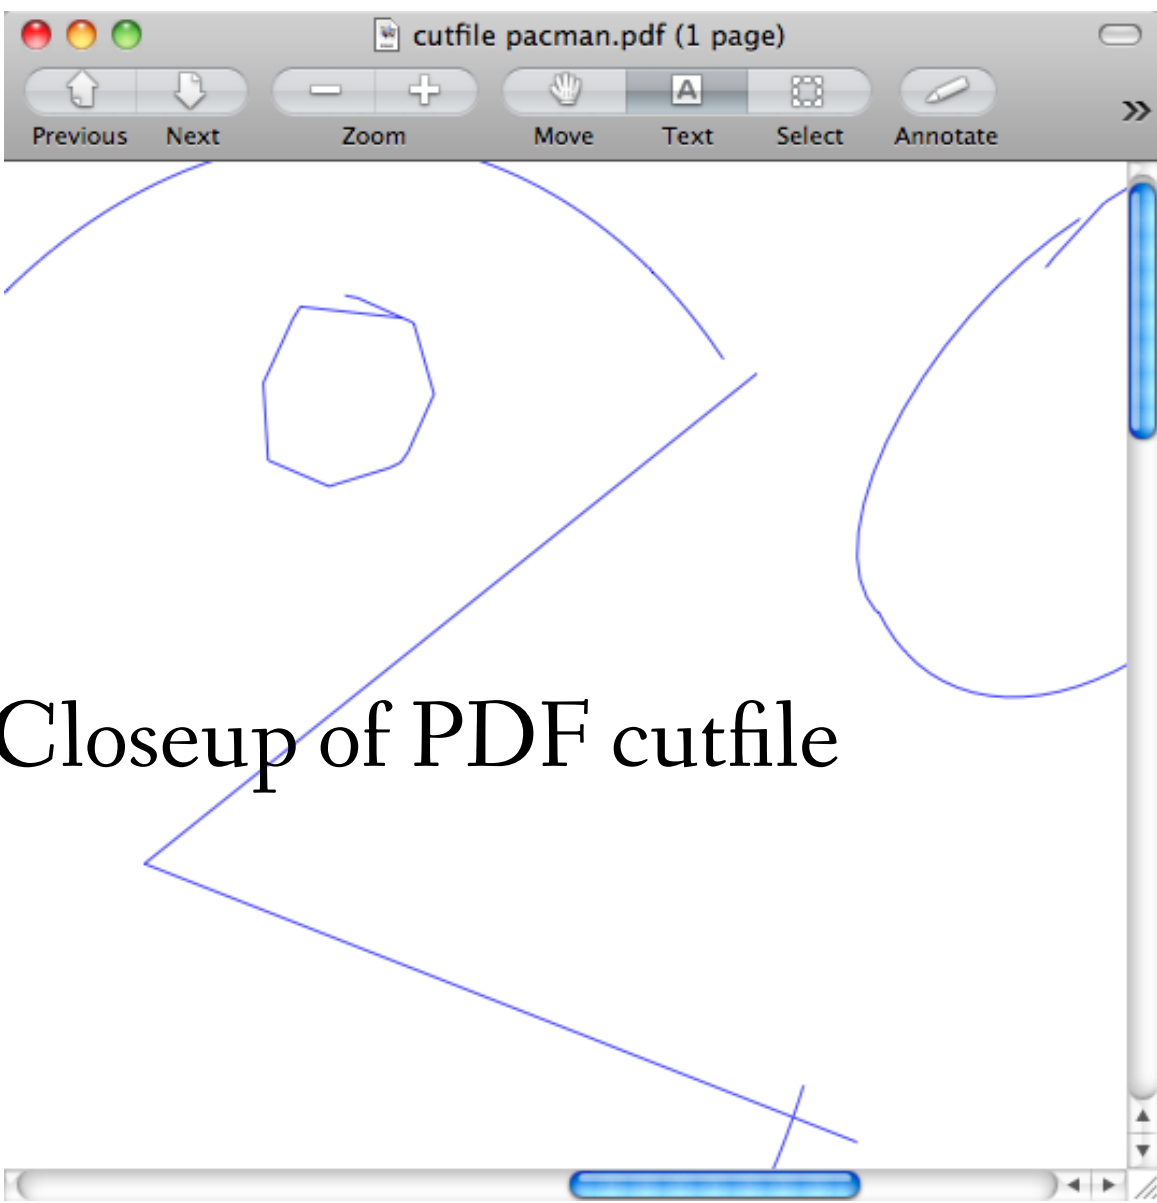 cutfile pacman.pdf (1 page)
Previous Next Zoom Move Text Select Annotate
Closeup of PDF cutfile